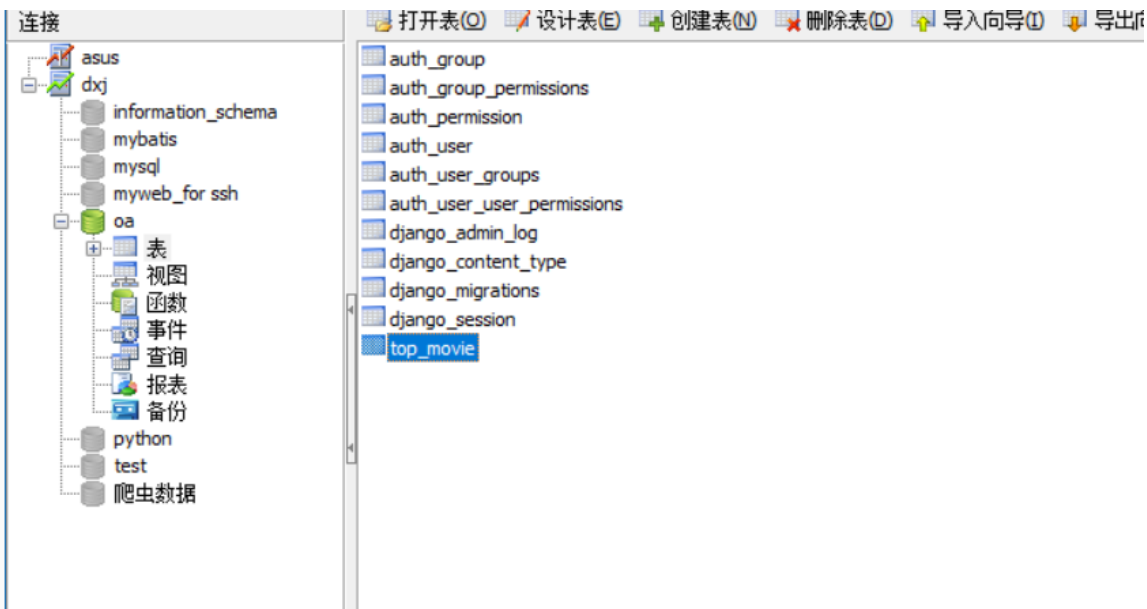 连接
打开表(O) 设计表(E) 创建表(N) 删除表(D) 导入向导(I) 导出向
asus
dxj
information_schema
mybatis
mysql
myweb_for ssh
oa
表
视图
函数
事件
查询
报表
备份
python
test
爬虫数据
auth_group
auth_group_permissions
auth_permission
auth_user
auth_user_groups
auth_user_user_permissions
django_admin_log
django_content_type
django_migrations
django_session
top_movie